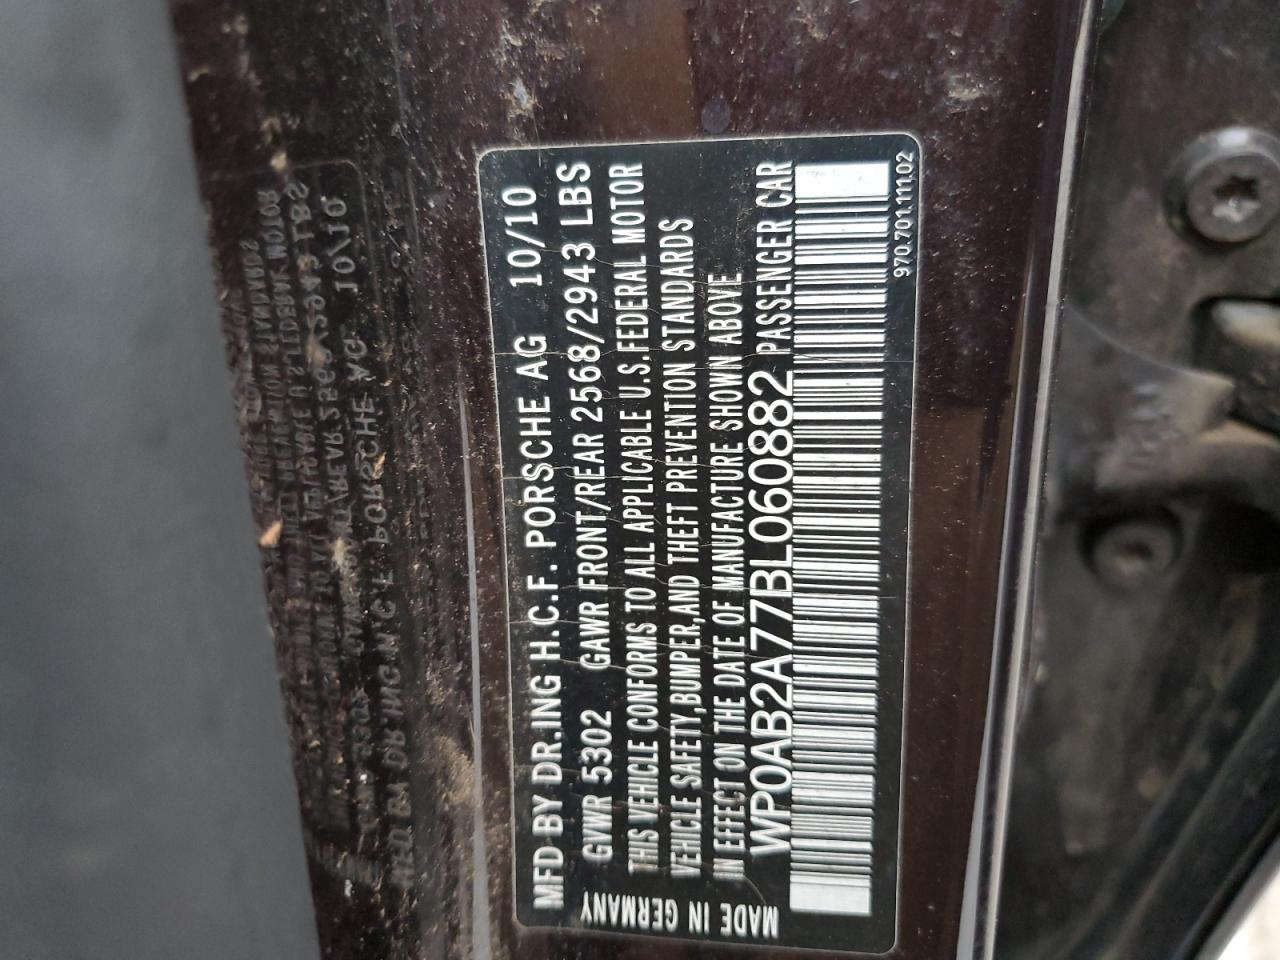 MFD BY DR.ING H.C.F. PORSCHE AG 10/10
GVWR 5302 GAWR FRONT/REAR 2568/2943 LBS
THIS VEHICLE CONFORMS TO ALL APPLICABLE U.S.FEDERAL MOTOR
VEHICLE SAFETY,BUMPER,AND THEFT PREVENTION STANDARDS
IN EFFECT ON THE DATE OF MANUFACTURE SHOWN ABOVE
WP0AB2A77BL060882 PASSENGER CAR
970.701.111.02
MADE IN GERMANY